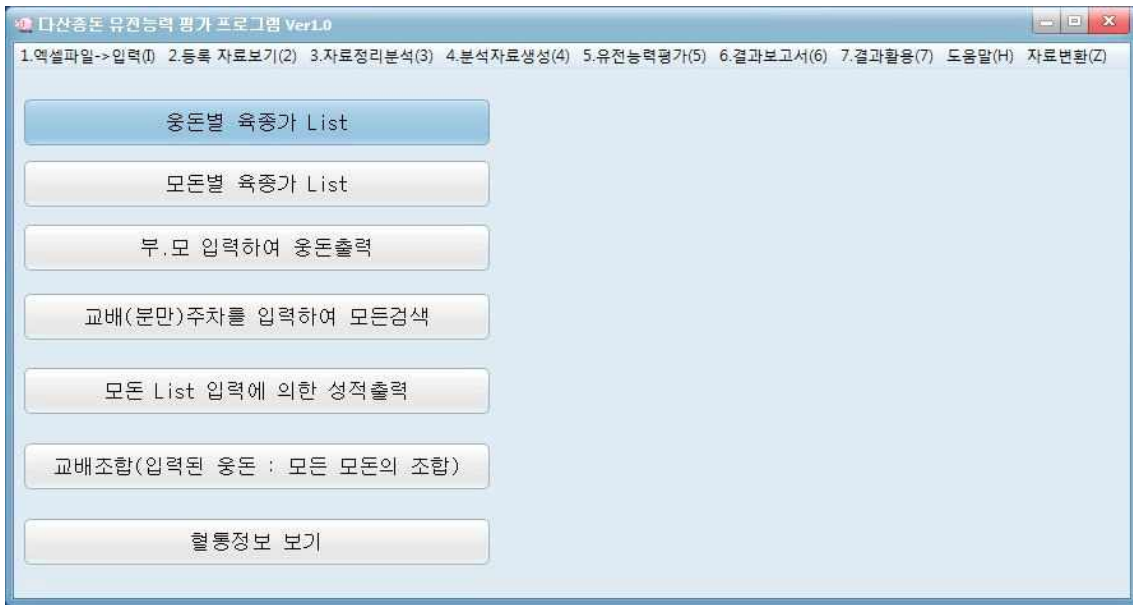 다산종돈 유전능력 평가 프로그램 Ver1.0
1.엑셀파일->입력(I) 2.등록 자료보기(2) 3.자료정리분석(3) 4.분석자료생성(4) 5.유전능력평가(5) 6.결과보고서(6) 7.결과활용(7) 도움말(H) 자료변환(Z)
웅돈별 육종가 List
모돈별 육종가 List
부.모 입력하여 웅돈출력
교배(분만)주차를 입력하여 모든검색
모돈 List 입력에 의한 성적출력
교배조합(입력된 웅돈 : 모든 모돈의 조합)
혈통정보 보기